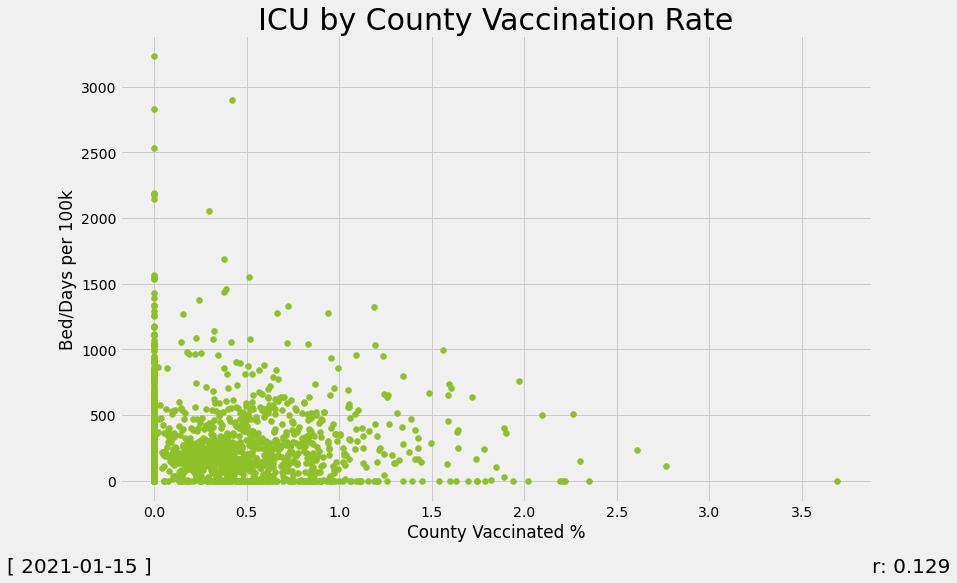 ICU by County Vaccination Rate
3000
2500
2000
1500
1000
500
0
Bed/Days per 100k
0.0 0.5 1.0 1.5 2.0 2.5 3.0 3.5
County Vaccinated %
[ 2021-01-15 ]
r: 0.129